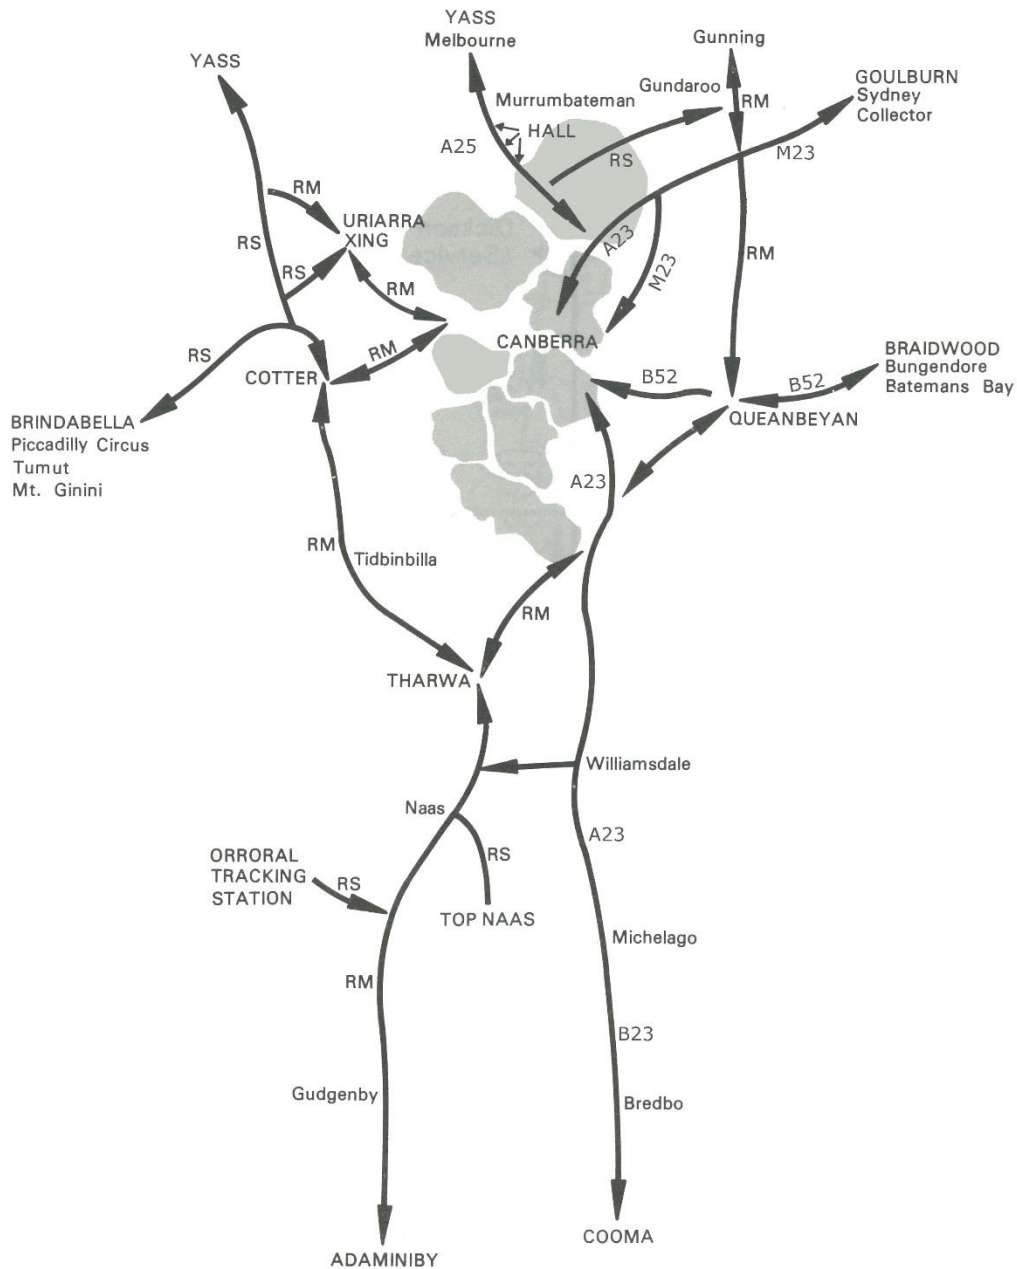 YASS
Melbourne
Gunning
YASS
Gundaroo
GOULBURN
Sydney
Collector
RM
Murrumbateman
HALL
A25
RS
M23
RM
URIARRA
XING
RS
A23
M23
RM
RS
RM
CANBERRA
RS
RM
COTTER
B52
B52
BRAIDWOOD
Bungendore
Batemans Bay
QUEANBEYAN
BRINDABELLA
Piccadilly Circus
Tumut
Mt. Ginini
A23
RM
Tidbinbilla
RM
THARWA
Williamsdale
Naas
A23
RS
ORRORAL
TRACKING
STATION
RS
TOP NAAS
Michelago
RM
B23
Gudgenby
Bredbo
COOMA
ADAMINIBY